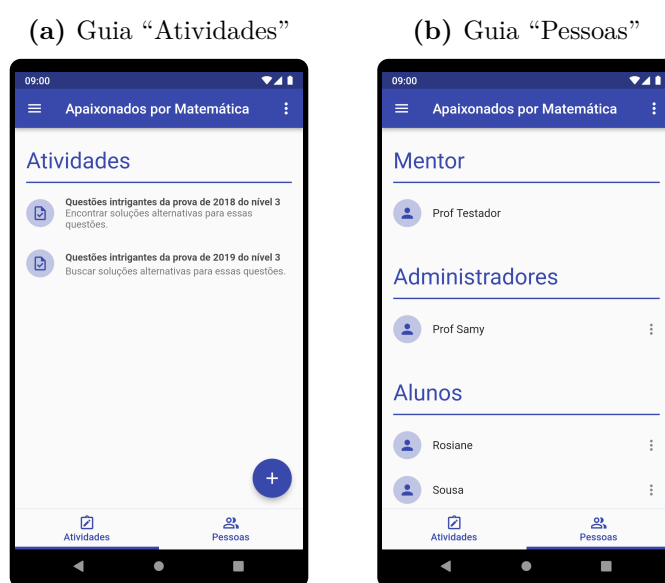 (a) Guia “Atividades”
09:00
Apaixonados por Matemática
Atividades
Questões intrigantes da prova de 2018 do nível 3
Encontrar soluções alternativas para essas
questões.
Questões intrigantes da prova de 2019 do nível 3
Buscar soluções alternativas para essas questões.
Atividades
Pessoas
(b) Guia “Pessoas”
09:00
Apaixonados por Matemática
Mentor
Prof Testador
Administradores
Prof Samy
Alunos
Rosiane
Sousa
Atividades
Pessoas